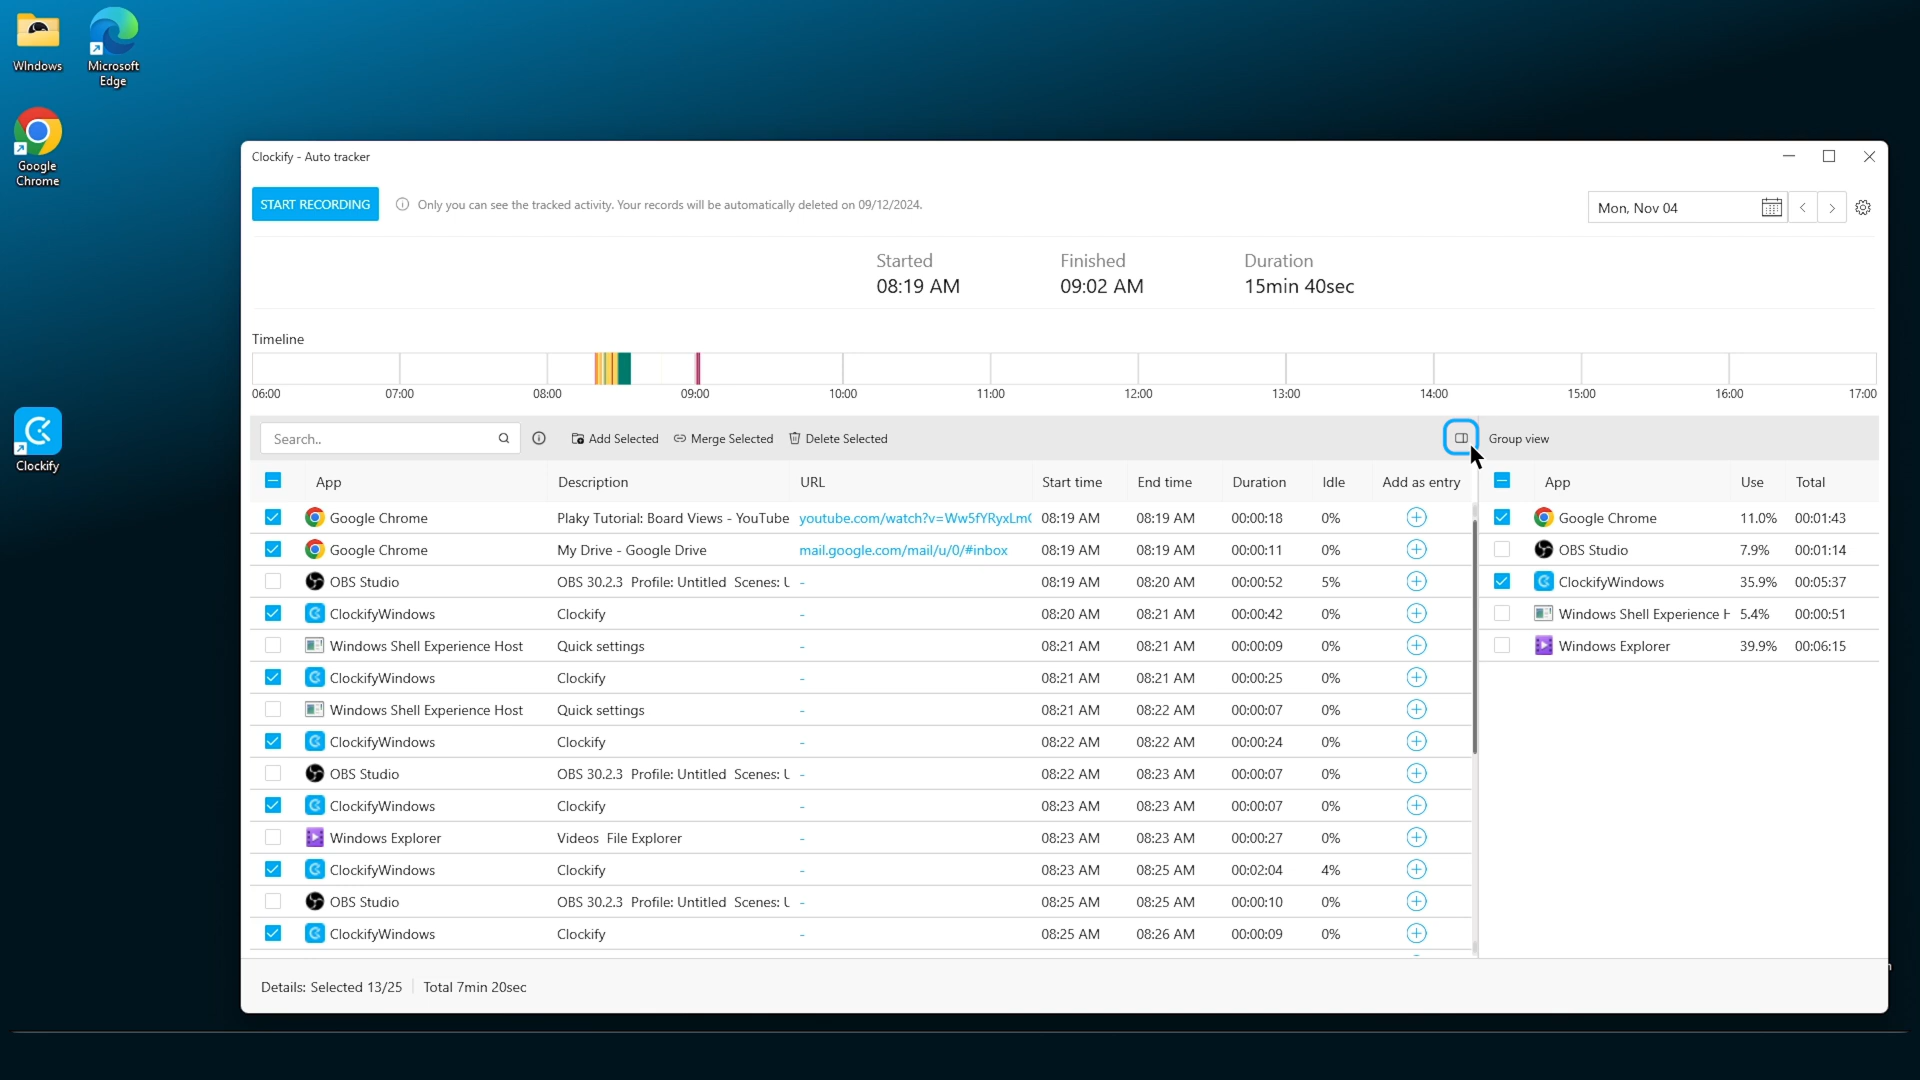 WIndows
Microsoft
Edge
Google
Chrome
Clockify
Clockify - Auto tracker
START RECORDING
Only you can see the tracked activity. Your records will be automatically deleted on 09/12/2024.
Mon, Nov 04
Started Finished Duration
08:19 AM 09:02 AM 15min 40sec
Timeline
06:00 07:00 08:00 09:00 10:00 11:00 12:00 13:00 14:00 15:00 16:00 17:00
Search.. Add Selected Merge Selected Delete Selected Group view
App Description URL Start time End time Duration Idle Add as entry
Google Chrome Plaky Tutorial: Board Views - YouTube youtube.com/watch?v=Ww5fYRyxLm 08:19 AM 08:19 AM 00:00:18 0%
Google Chrome My Drive - Google Drive mail.google.com/mail/u/0/#inbox 08:19 AM 08:19 AM 00:00:11 0%
OBS Studio OBS 30.2.3 Profile: Untitled Scenes: - 08:19 AM 08:20 AM 00:00:52 5%
ClockifyWindows Clockify - 08:20 AM 08:21 AM 00:00:42 0%
Windows Shell Experience Host Quick settings - 08:21 AM 08:21 AM 00:00:09 0%
ClockifyWindows Clockify - 08:21 AM 08:21 AM 00:00:25 0%
Windows Shell Experience Host Quick settings - 08:21 AM 08:22 AM 00:00:07 0%
ClockifyWindows Clockify - 08:22 AM 08:22 AM 00:00:24 0%
OBS Studio OBS 30.2.3 Profile: Untitled Scenes: - 08:22 AM 08:23 AM 00:00:07 0%
ClockifyWindows Clockify - 08:23 AM 08:23 AM 00:00:07 0%
Windows Explorer Videos File Explorer - 08:23 AM 08:23 AM 00:00:27 0%
ClockifyWindows Clockify - 08:23 AM 08:25 AM 00:02:04 4%
OBS Studio OBS 30.2.3 Profile: Untitled Scenes: - 08:25 AM 08:25 AM 00:00:10 0%
ClockifyWindows Clockify - 08:25 AM 08:26 AM 00:00:09 0%
App Use Total
Google Chrome 11.0% 00:01:43
OBS Studio 7.9% 00:01:14
ClockifyWindows 35.9% 00:05:37
Windows Shell Experience 5.4% 00:00:51
Windows Explorer 39.9% 00:06:15
Details: Selected 13/25 Total 7min 20sec